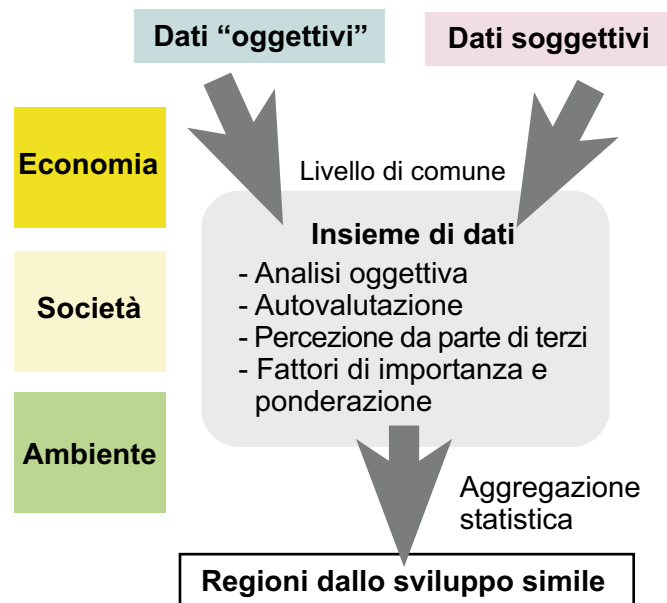 Dati “oggettivi”
Dati soggettivi
Economia
Società
Ambiente
Livello di comune
Insieme di dati
- Analisi oggettiva
- Autovalutazione
- Percezione da parte di terzi
- Fattori di importanza e
ponderazione
Aggregazione
statistica
Regioni dallo sviluppo simile